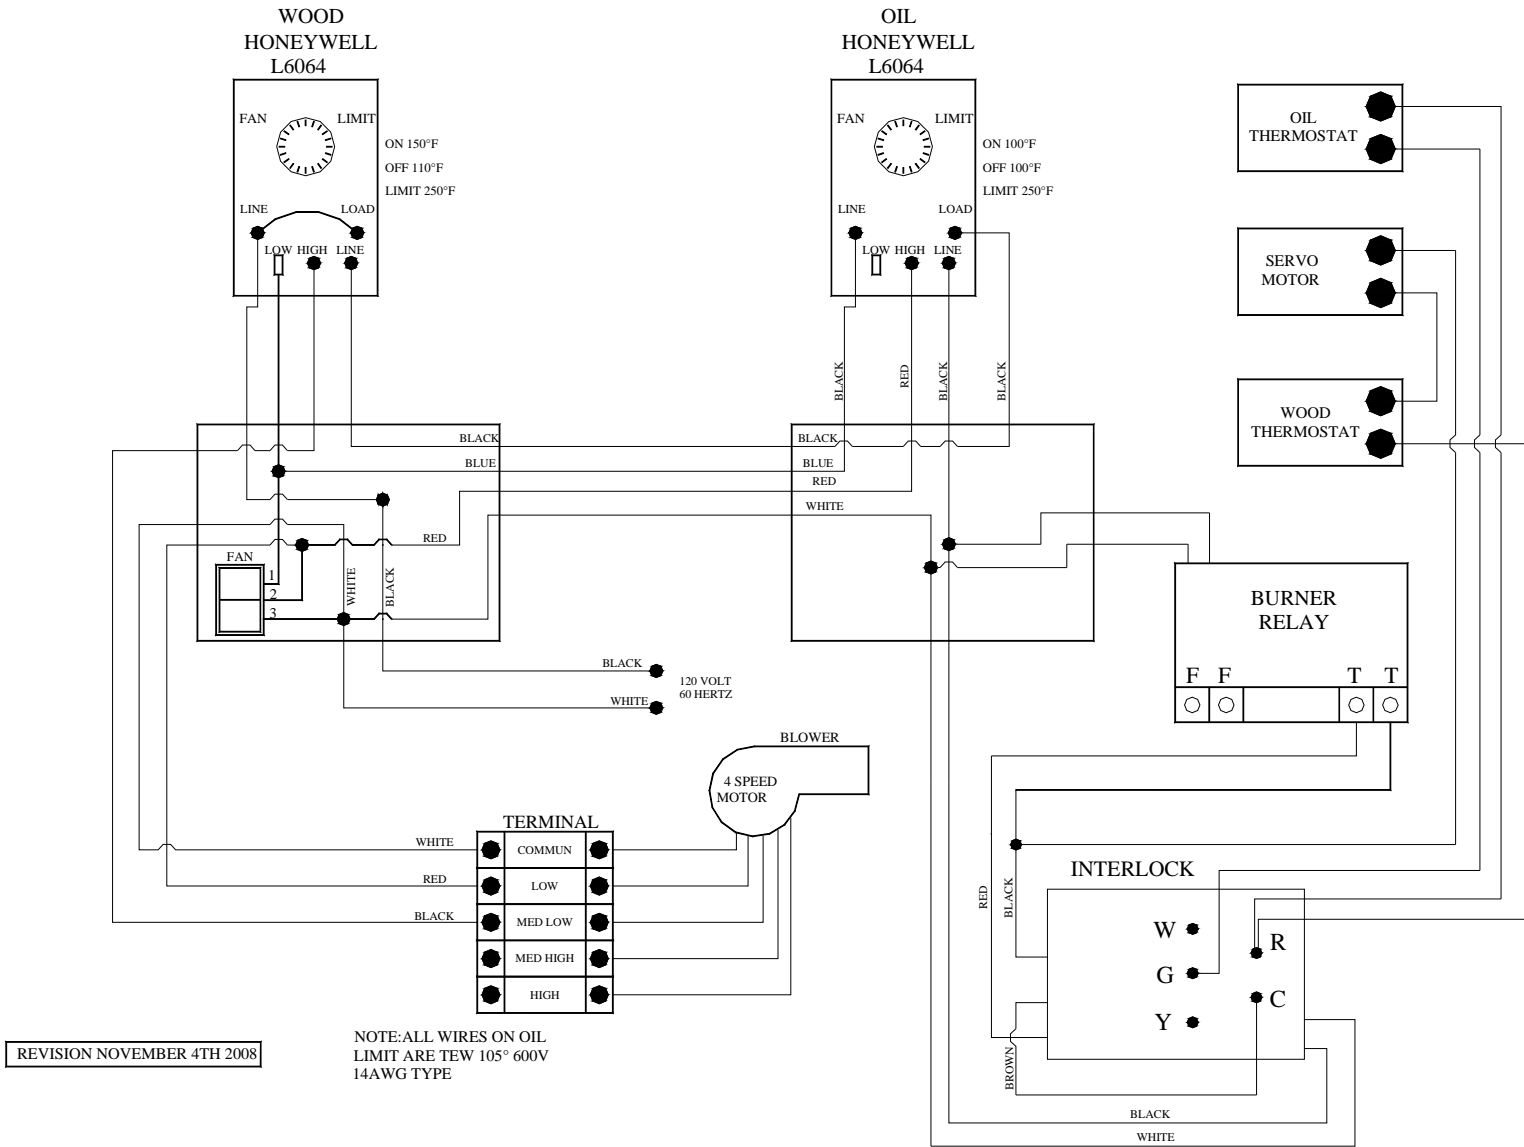 WOOD
HONEYWELL
L6064
FAN
LIMIT
ON 150°F
OFF 110°F
LIMIT 250°F
LINE
LOAD
LOW
HIGH
LINE
OIL
HONEYWELL
L6064
FAN
LIMIT
ON 100°F
OFF 100°F
LIMIT 250°F
LINE
LOAD
LOW
HIGH
LINE
OIL
THERMOSTAT
SERVO
MOTOR
WOOD
THERMOSTAT
BLACK
RED
BLACK
BLACK
BLACK
BLUE
BLACK
BLUE
RED
WHITE
RED
FAN
1
2
3
WHITE
BLACK
BLACK
WHITE
120 VOLT
60 HERTZ
BURNER
RELAY
F
F
T
T
BLOWER
4 SPEED
MOTOR
TERMINAL
WHITE
COMMUN
RED
LOW
BLACK
MED LOW
MED HIGH
HIGH
RED
BLACK
INTERLOCK
W
G
Y
R
C
BROWN
BLACK
WHITE
NOTE:ALL WIRES ON OIL
LIMIT ARE TEW 105° 600V
14AWG TYPE
REVISION NOVEMBER 4TH 2008